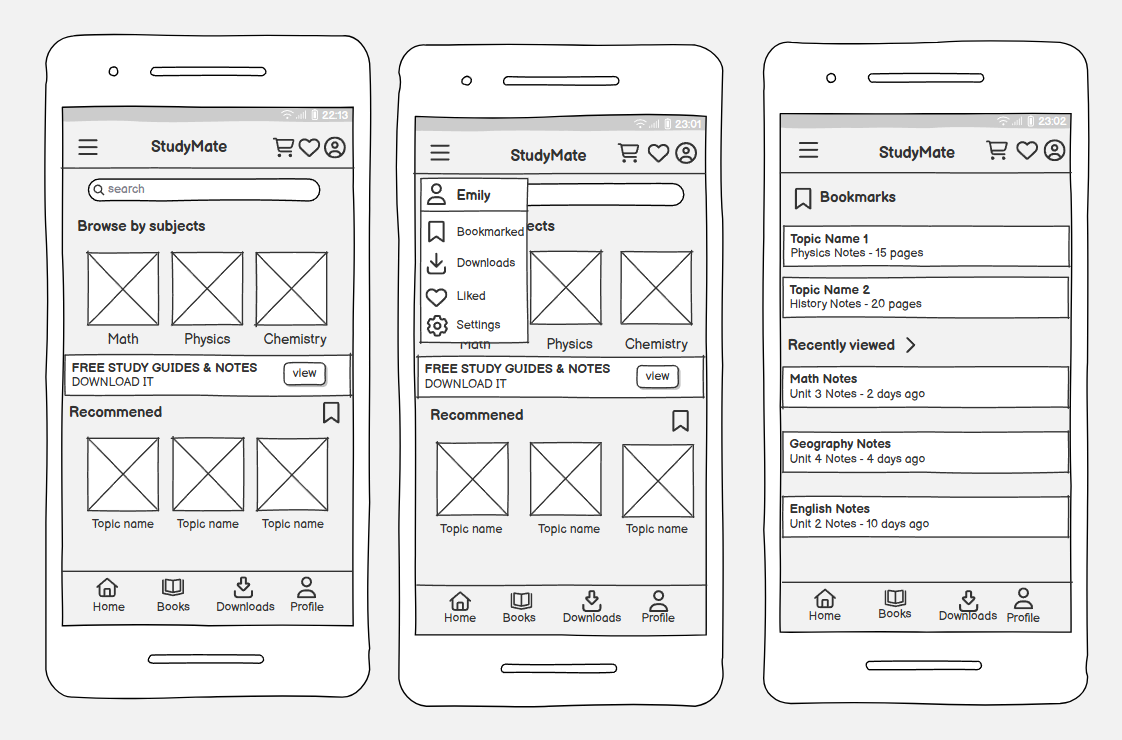 22:13
StudyMate
search
Browse by subjects
Math Physics Chemistry
FREE STUDY GUIDES & NOTES
DOWNLOAD IT
view
Recommened
Topic name Topic name Topic name
Home Books Downloads Profile
23:01
StudyMate
Emily
Bookmarked
Downloads
Liked
Settings
ects
Math Physics Chemistry
FREE STUDY GUIDES & NOTES
DOWNLOAD IT
view
Recommened
Topic name Topic name Topic name
Home Books Downloads Profile
23:02
StudyMate
Bookmarks
Topic Name 1
Physics Notes - 15 pages
Topic Name 2
History Notes - 20 pages
Recently viewed
Math Notes
Unit 3 Notes - 2 days ago
Geography Notes
Unit 4 Notes - 4 days ago
English Notes
Unit 2 Notes - 10 days ago
Home Books Downloads Profile